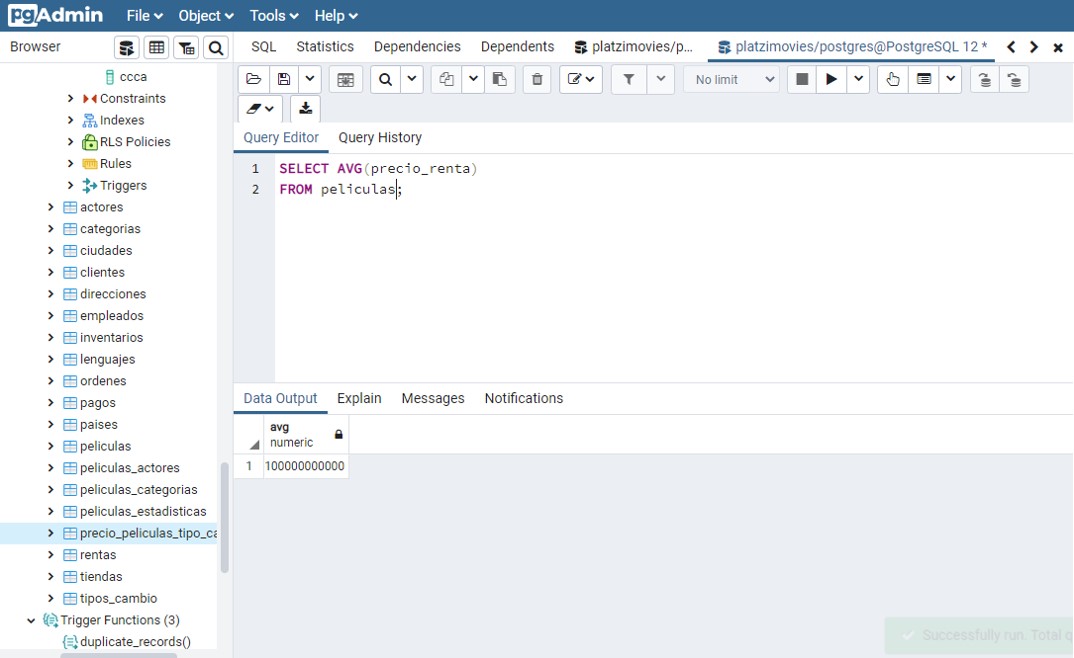 pgAdmin File Object Tools Help
Browser
SQL Statistics Dependencies Dependents platzimovies/p... platzimovies/postgres@PostgreSQL 12 *
No limit
Query Editor Query History
1 SELECT AVG(precio_renta)
2 FROM peliculas;
ccca
Constraints
Indexes
RLS Policies
Rules
Triggers
actores
categorias
ciudades
clientes
direcciones
empleados
inventarios
lenguajes
ordenes
pagos
paises
peliculas
peliculas_actores
peliculas_categorias
peliculas_estadisticas
precio_peliculas_tipo_ca
rentas
tiendas
tipos_cambio
Trigger Functions (3)
duplicate_records()
Data Output Explain Messages Notifications
avg
numeric
1 100000000000
Successfully run. Total q